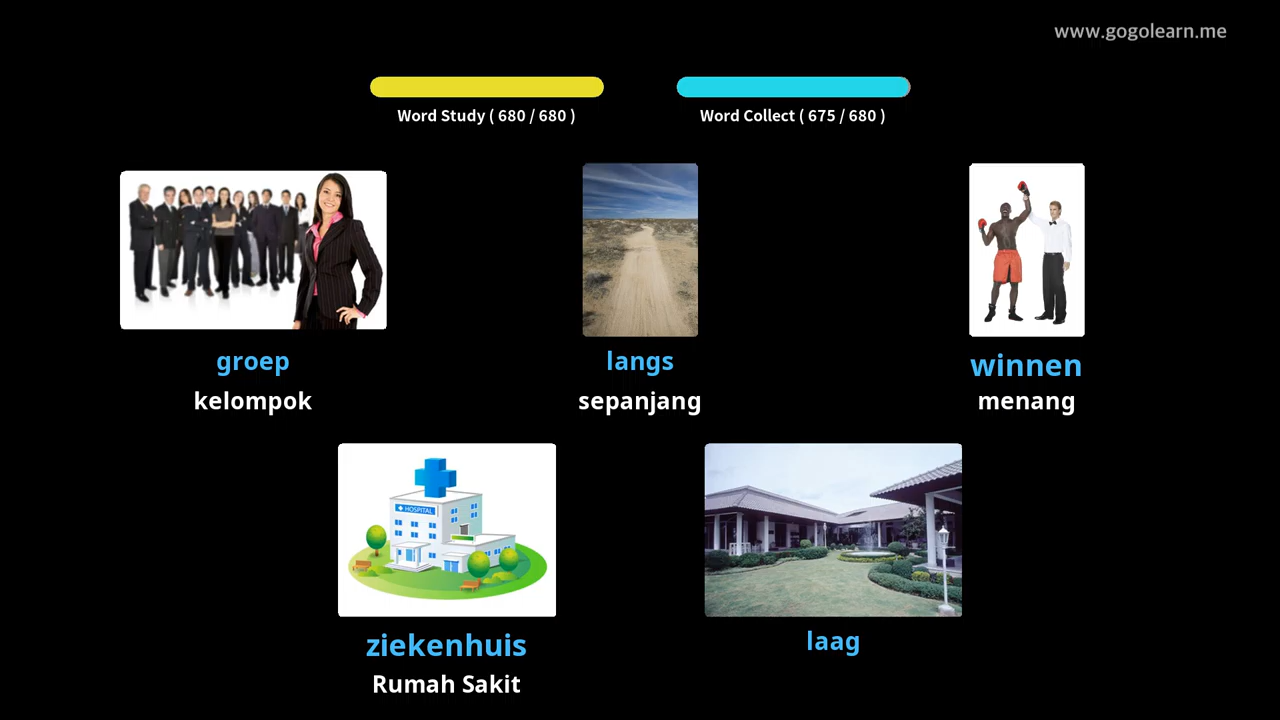 www.gogolearn.me
Word Study ( 680 / 680 )
Word Collect ( 675 / 680 )
groep
kelompok
langs
sepanjang
winnen
menang
HOSPITAL
ziekenhuis
Rumah Sakit
laag